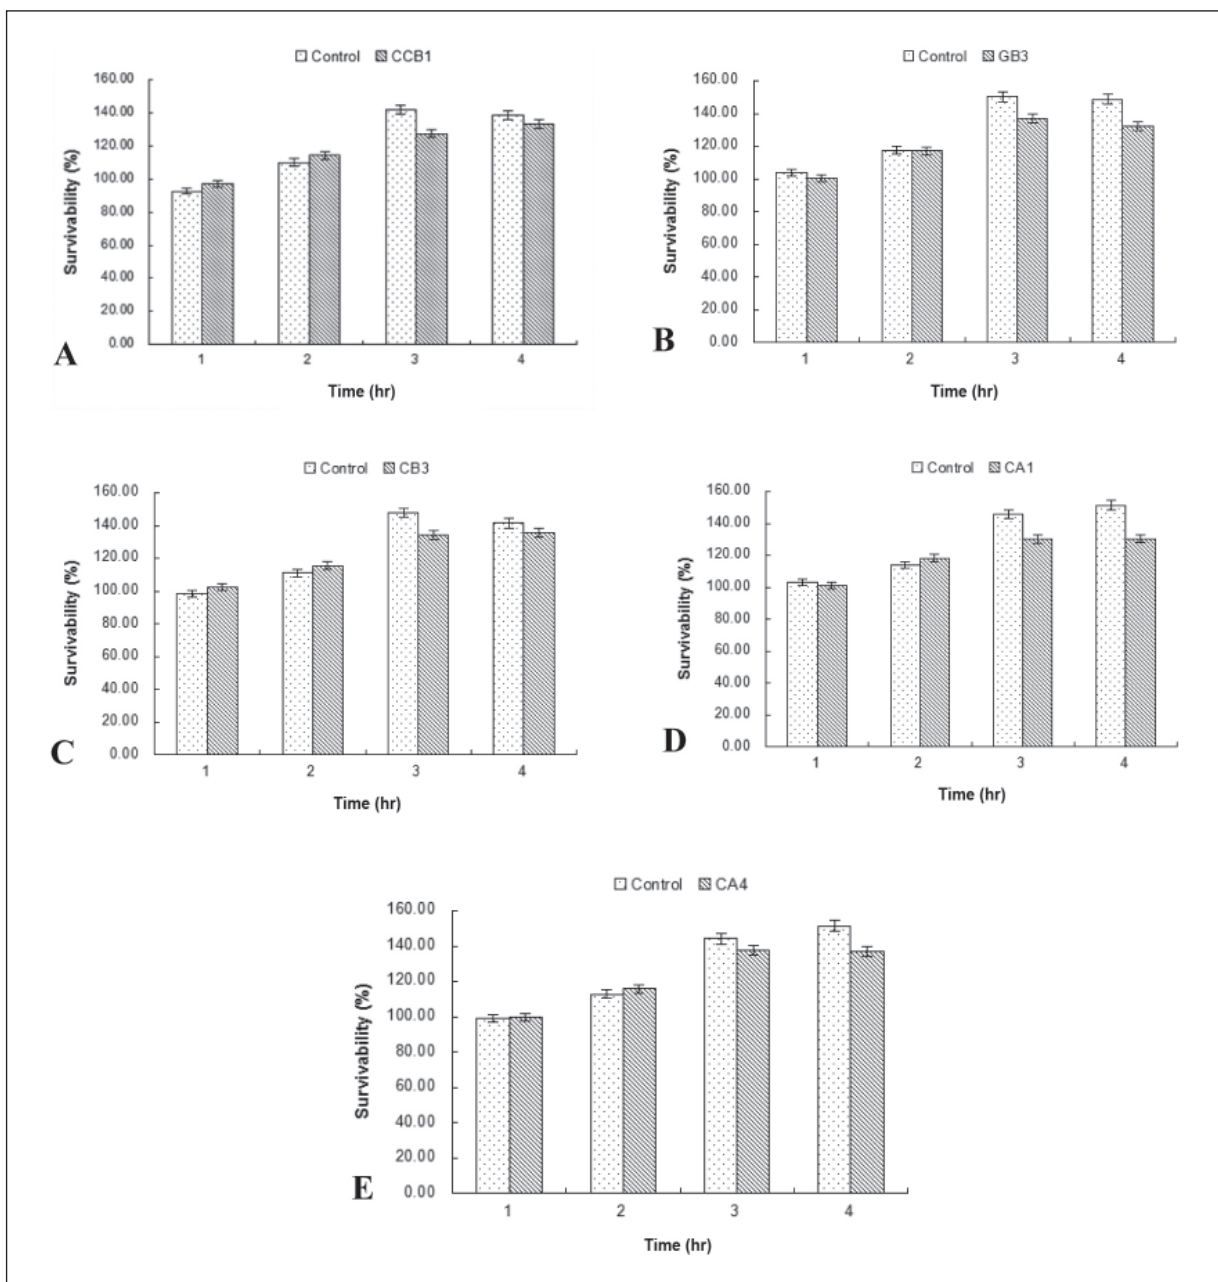 Control CCB1
160.00
140.00
120.00
100.00
80.00
60.00
40.00
20.00
0.00
Survivability (%)
1 2 3 4
Time (hr)
A
Control GB3
160.00
140.00
120.00
100.00
80.00
60.00
40.00
20.00
0.00
Survivability (%)
1 2 3 4
Time (hr)
B
Control CB3
160.00
140.00
120.00
100.00
80.00
60.00
40.00
20.00
0.00
Survivability (%)
1 2 3 4
Time (hr)
C
Control CA1
160.00
140.00
120.00
100.00
80.00
60.00
40.00
20.00
0.00
Survivability (%)
1 2 3 4
Time (hr)
D
Control CA4
160.00
140.00
120.00
100.00
80.00
60.00
40.00
20.00
0.00
Survivability (%)
1 2 3 4
Time (hr)
E